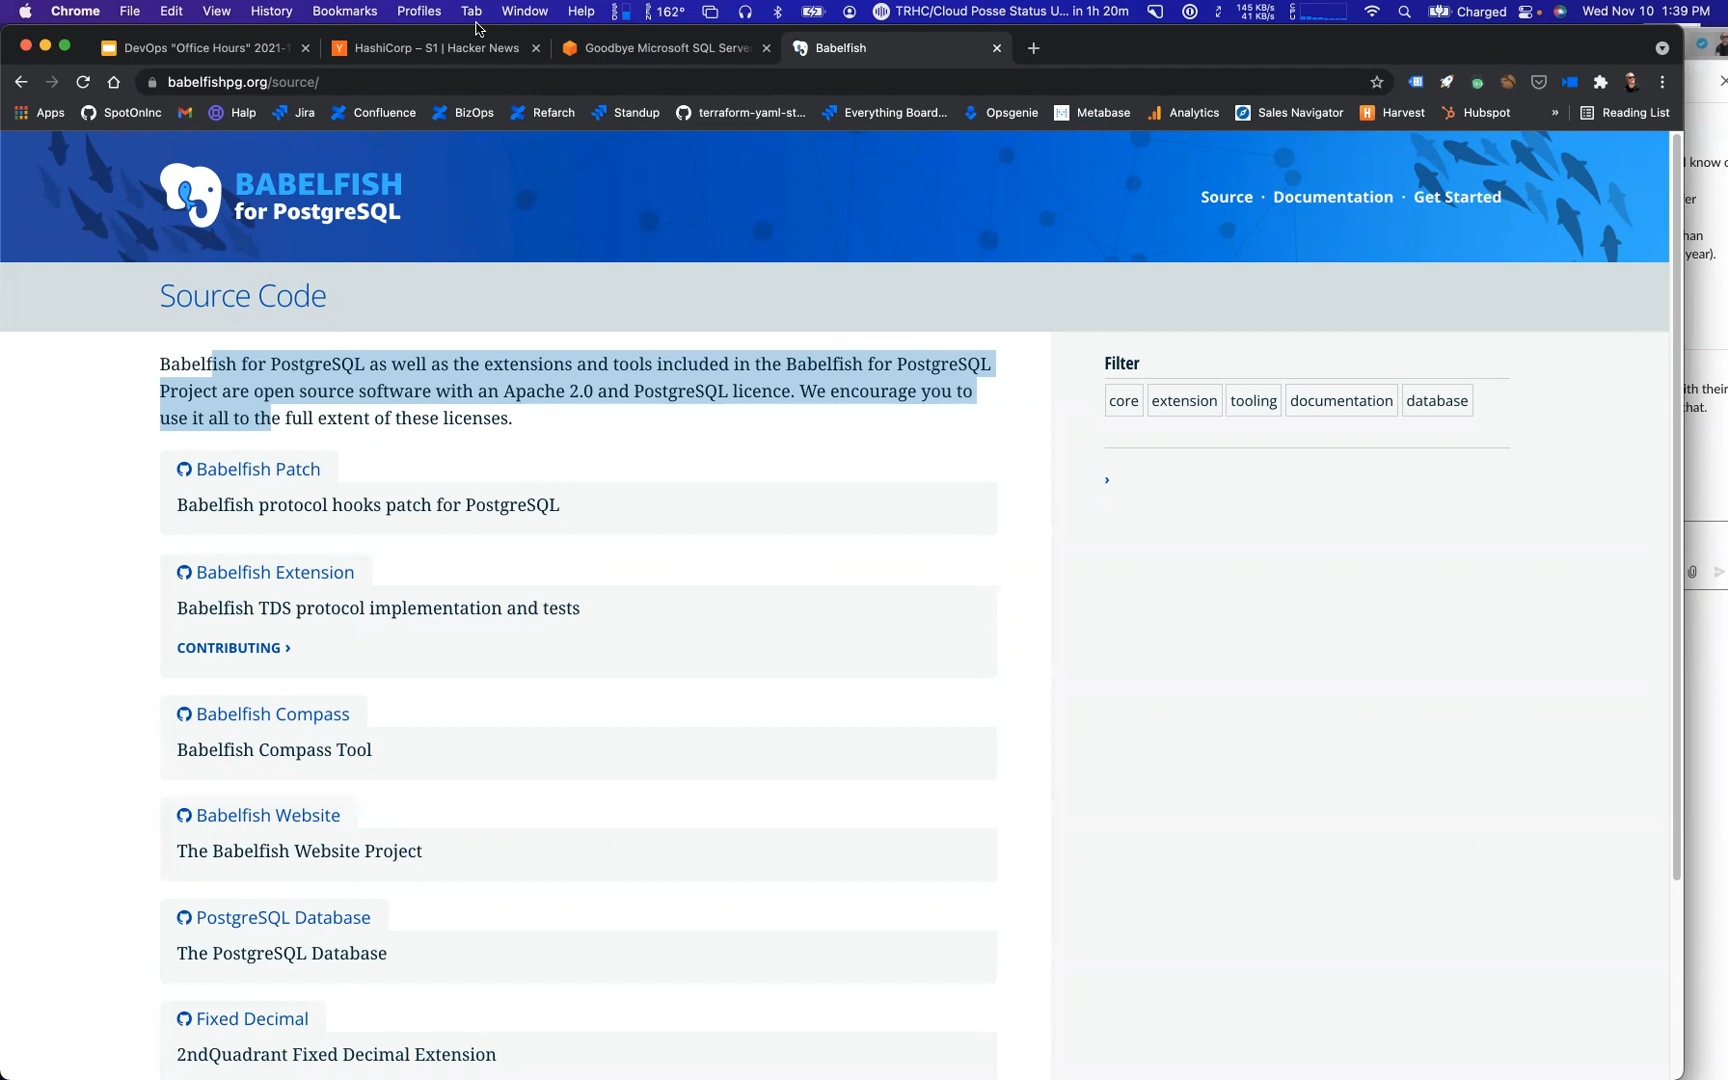 Chrome File Edit View History Bookmarks Profiles Tab Window Help 162° TRHC/Cloud Posse Status U... in 1h 20m 145 KB/s 41 KB/s Charged Wed Nov 10 1:39 PM
DevOps "Office Hours" 2021-1 HashiCorp – S1 | Hacker News Goodbye Microsoft SQL Server Babelfish
babelfishpg.org/source/
Apps SpotOnInc Halp Jira Confluence BizOps Refarch Standup terraform-yaml-st... Everything Board... Opsgenie Metabase Analytics Sales Navigator Harvest Hubspot » Reading List
BABELFISH
for PostgreSQL
Source · Documentation · Get Started
Source Code
Babelfish for PostgreSQL as well as the extensions and tools included in the Babelfish for PostgreSQL
Project are open source software with an Apache 2.0 and PostgreSQL licence. We encourage you to
use it all to the full extent of these licenses.
Babelfish Patch
Babelfish protocol hooks patch for PostgreSQL
Babelfish Extension
Babelfish TDS protocol implementation and tests
CONTRIBUTING ›
Babelfish Compass
Babelfish Compass Tool
Babelfish Website
The Babelfish Website Project
PostgreSQL Database
The PostgreSQL Database
Fixed Decimal
2ndQuadrant Fixed Decimal Extension
Filter
core extension tooling documentation database
›
know
year).
that.